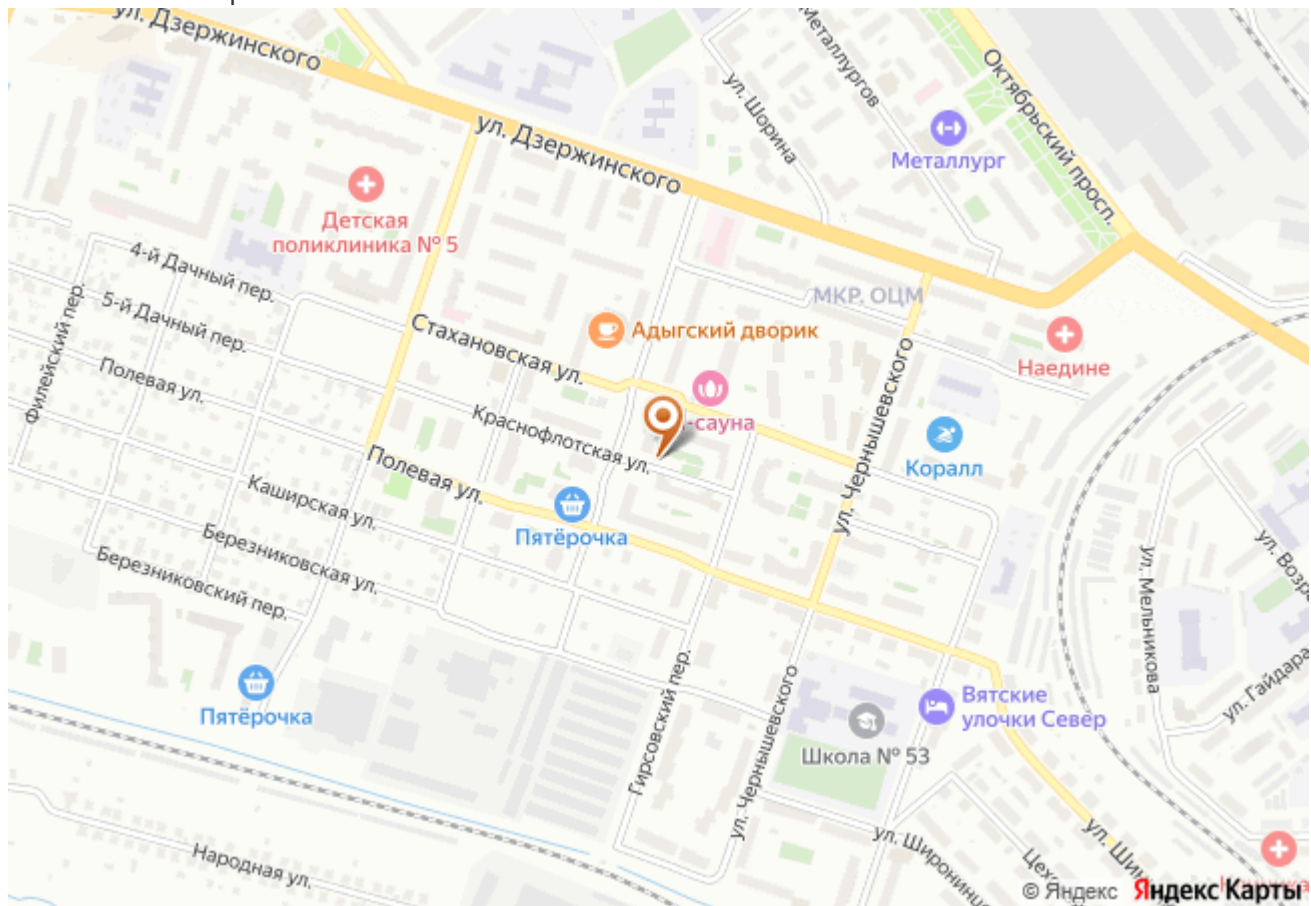 ул. Дзержинского
Металлургов
Октябрьский просп.
ул. Шорина
ул. Дзержинского
Металлург
Детская
поликлиника № 5
4-й Дачный пер.
5-й Дачный пер.
Филейский пер.
МКР. ОЦМ
Стахановская ул.
Адыгский дворик
Наедине
Полевая ул.
Краснофлотская ул.
-сауна
ул. Чернышевского
Коралл
Полевая ул.
Каширская ул.
Пятёрочка
Березниковская ул.
Березниковский пер.
ул. Мельникова
ул. Гайдара
Пятёрочка
Гирсовский пер.
ул. Чернышевского
Вятские
улочки Север
Школа № 53
Народная ул.
© Яндекс Яндекс Карты